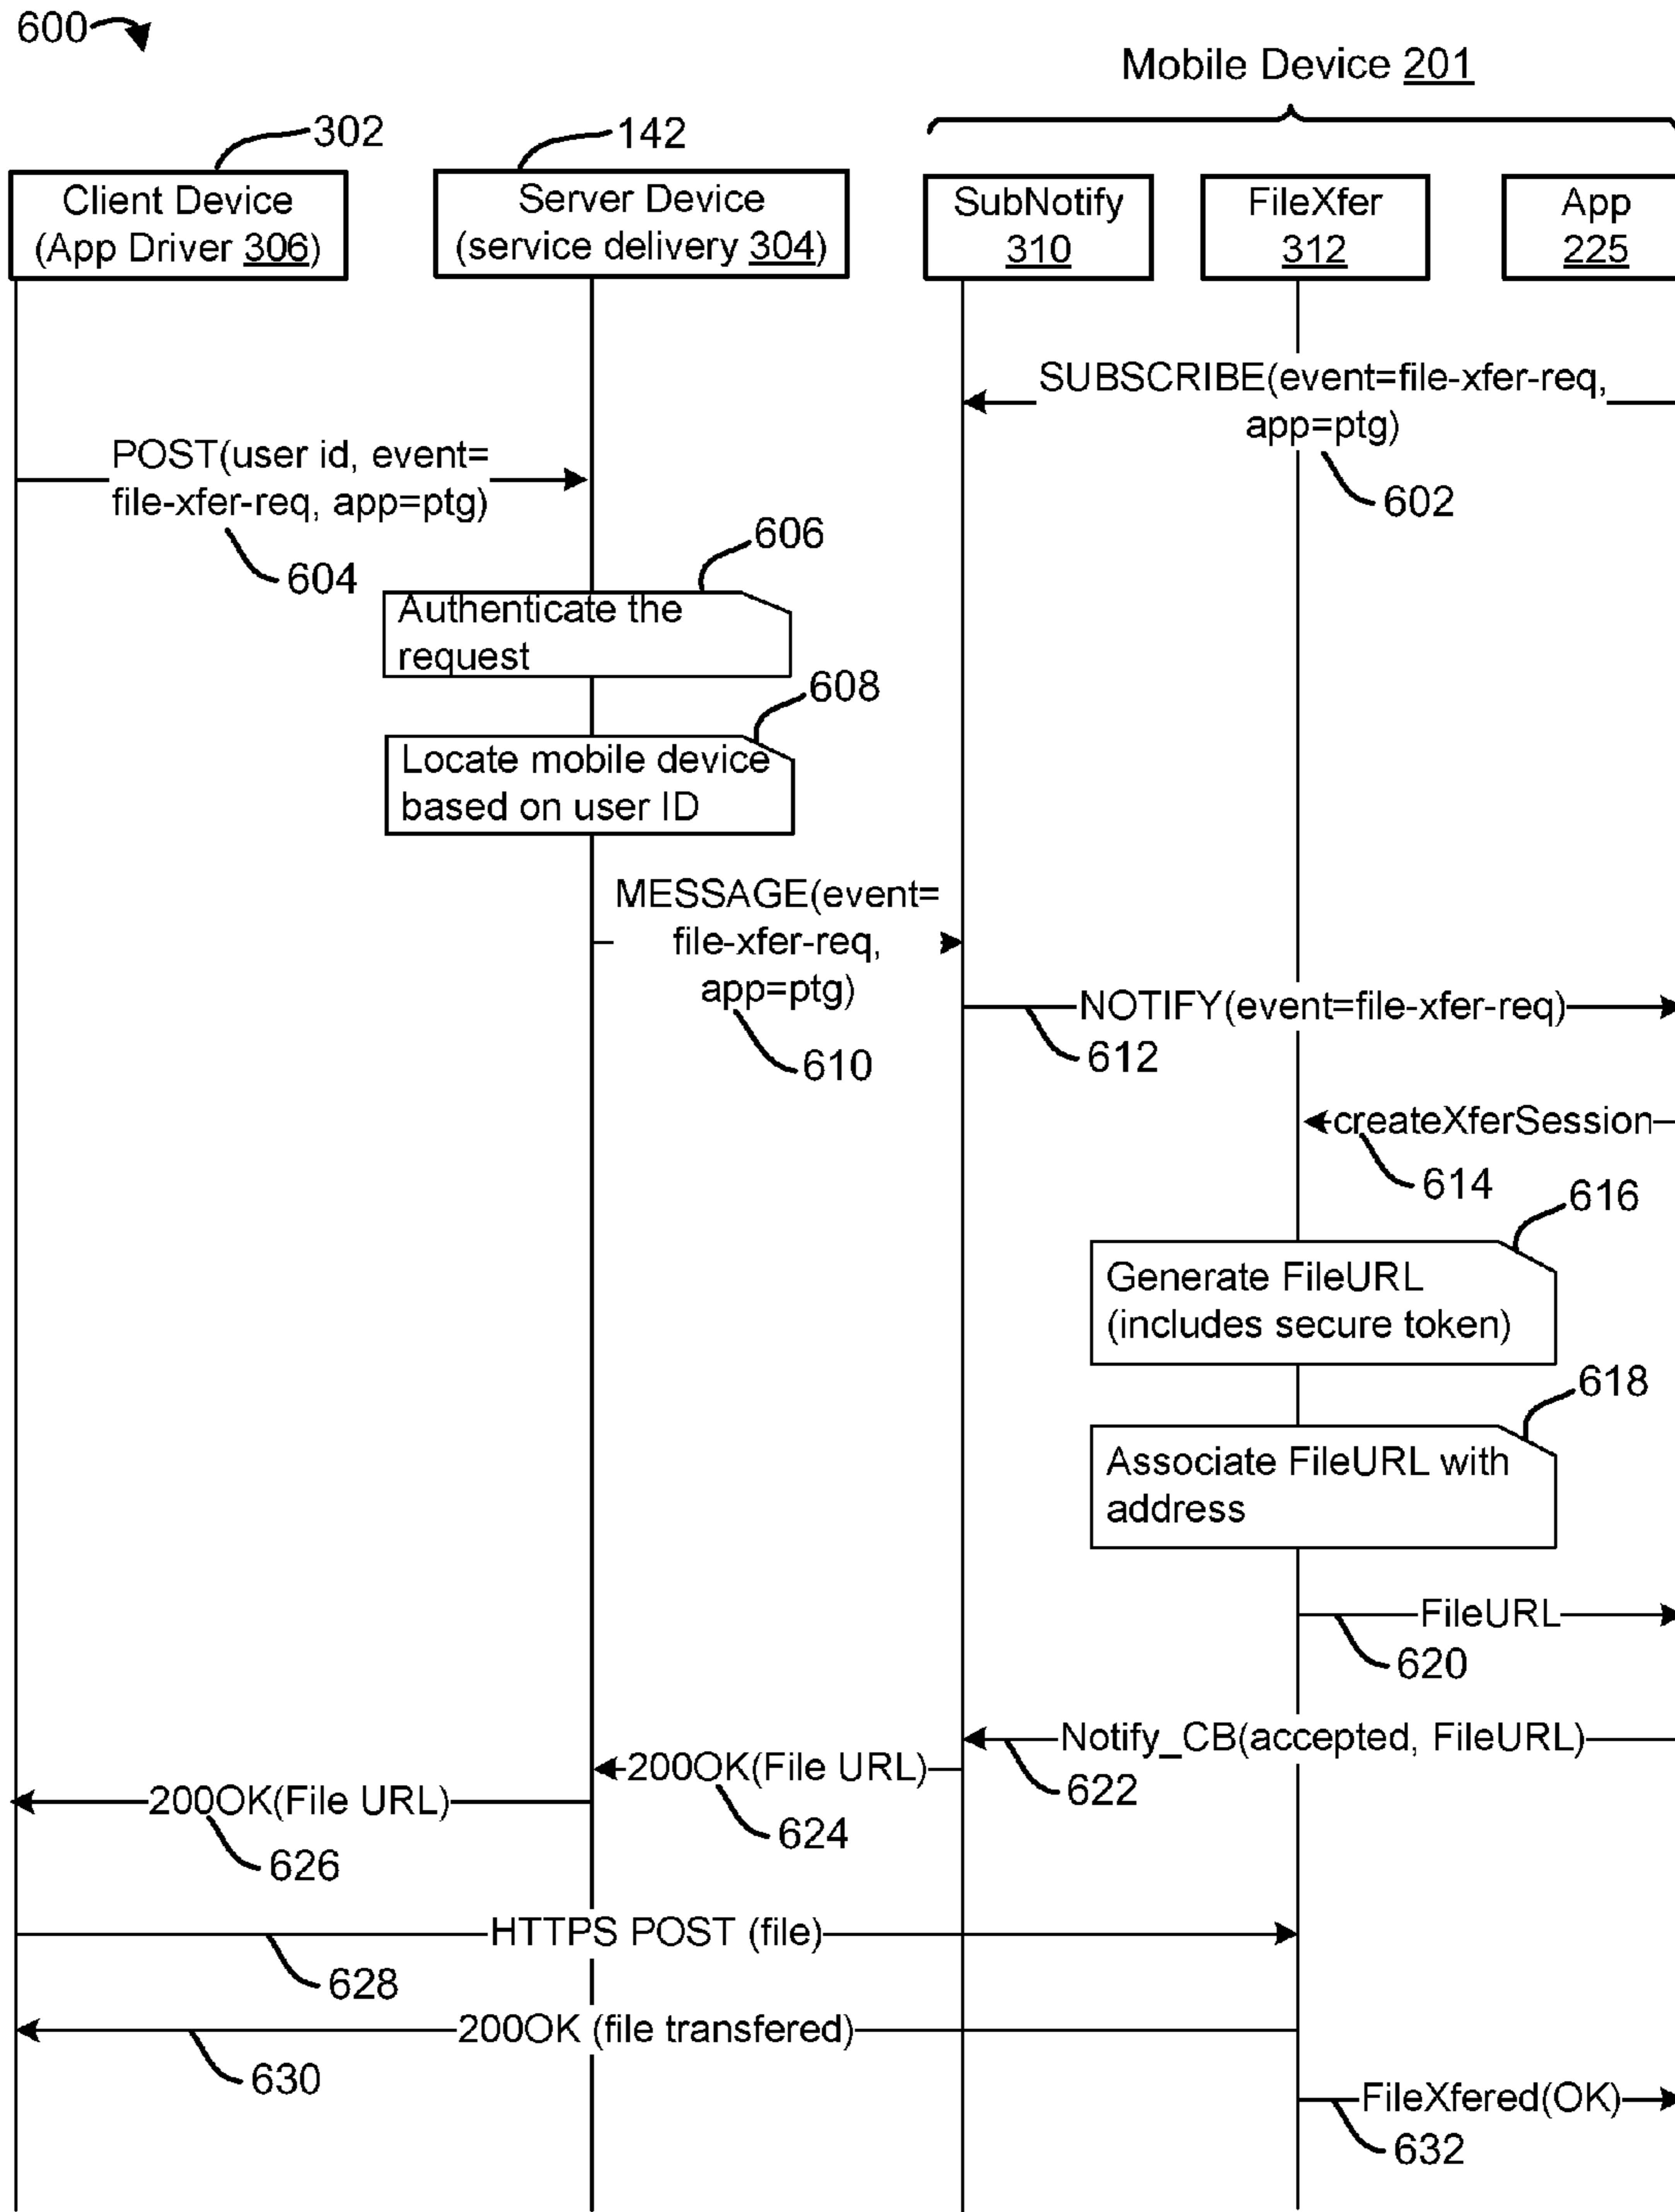 600
Mobile Device 201
302
142
Client Device
(App Driver 306)
Server Device
(service delivery 304)
SubNotify
310
FileXfer
312
App
225
SUBSCRIBE(event=file-xfer-req,
app=ptg)
602
POST(user id, event=
file-xfer-req, app=ptg)
604
606
Authenticate the
request
608
Locate mobile device
based on user ID
MESSAGE(event=
file-xfer-req,
app=ptg)
610
NOTIFY(event=file-xfer-req)
612
createXferSession
614
616
Generate FileURL
(includes secure token)
618
Associate FileURL with
address
FileURL
620
Notify_CB(accepted, FileURL)
622
200OK(File URL)
624
200OK(File URL)
626
HTTPS POST (file)
628
200OK (file transfered)
630
FileXfered(OK)
632